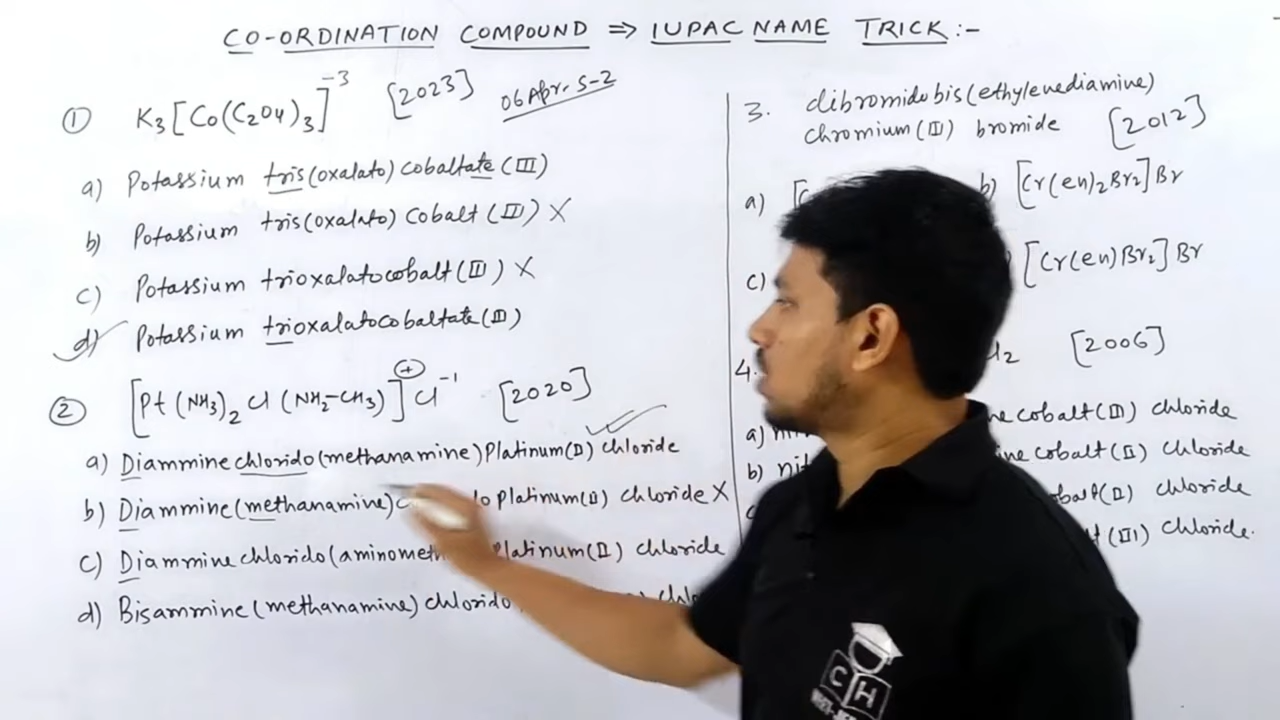 CO-ORDINATION COMPOUND ⇒ IUPAC NAME TRICK:-
① K₃[Co(C₂O₄)₃]⁻³ [2023] 06 Apr. S-2
a) Potassium tris(oxalato) cobaltate (III)
b) Potassium tris(oxalato) Cobalt (III) X
c) Potassium trioxalatocobalt(III) X
d) Potassium trioxalatocobaltate(III)
② [Pt(NH₃)₂Cl(NH₂-CH₃)]⁺Cl⁻¹ [2020]
a) Diammine chlorido(methanamine)Platinum(II) chloride
b) Diammine(methanamine) Platinum(II) chloride X
c) Diammine chlorido( Platinum(II) chloride
d) Bisammine(methanamine) chlorido
3. dibromidobis(ethylenediamine)
chromium(III) bromide [2012]
a) [ b) [Cr(en)₂Br₂]Br
c) [Cr(en)Br₂]Br
4. [2006]
a) cobalt(III) chloride
b) cobalt(II) chloride
(II) chloride
(III) chloride.
C H